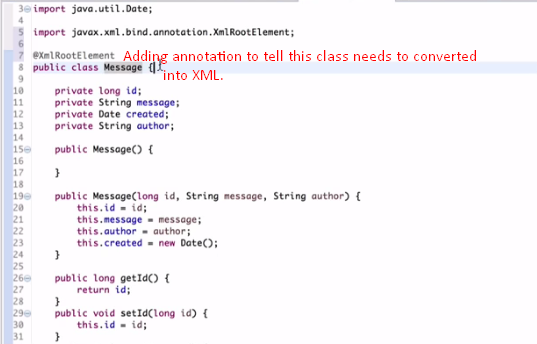 3 import java.util.Date;
4
5 import javax.xml.bind.annotation.XmlRootElement;
6
7 @XmlRootElement Adding annotation to tell this class needs to converted
8 public class Message { into XML.
9
10 private long id;
11 private String message;
12 private Date created;
13 private String author;
14
15 public Message() {
16
17 }
18
19 public Message(long id, String message, String author) {
20 this.id = id;
21 this.message = message;
22 this.author = author;
23 this.created = new Date();
24 }
25
26 public long getId() {
27 return id;
28 }
29 public void setId(long id) {
30 this.id = id;
31 }